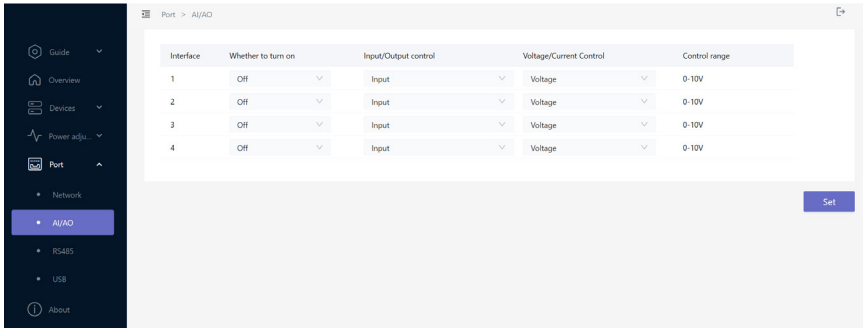 Port > AI/AO
Guide
Overview
Devices
Power adju...
Port
Network
AI/AO
RS485
USB
About
Interface Whether to turn on Input/Output control Voltage/Current Control Control range
1 Off Input Voltage 0-10V
2 Off Input Voltage 0-10V
3 Off Input Voltage 0-10V
4 Off Input Voltage 0-10V
Set